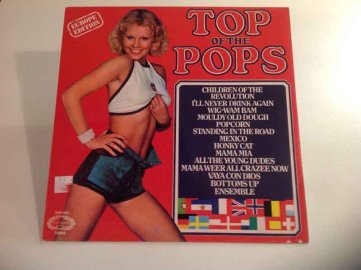 EUROPE
EDITION
TOP
OF THE
POPS
CHILDREN OF THE
REVOLUTION
I'LL NEVER DRINK AGAIN
WIG-WAM BAM
MOULDY OLD DOUGH
POPCORN
STANDING IN THE ROAD
MEXICO
HONKY CAT
MAMA MIA
ALL THE YOUNG DUDES
MAMA WEER ALL CRAZEE NOW
VAYA CON DIOS
BOTTOMS UP
ENSEMBLE